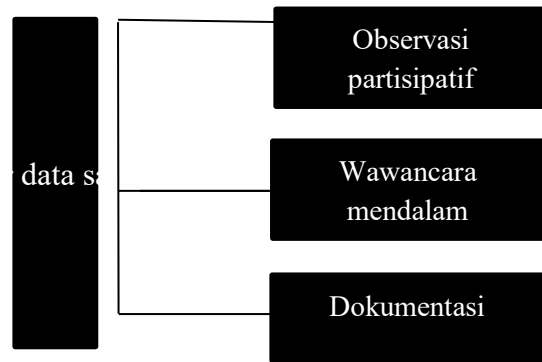 data
Observasi
partisipatif
Wawancara
mendalam
Dokumentasi